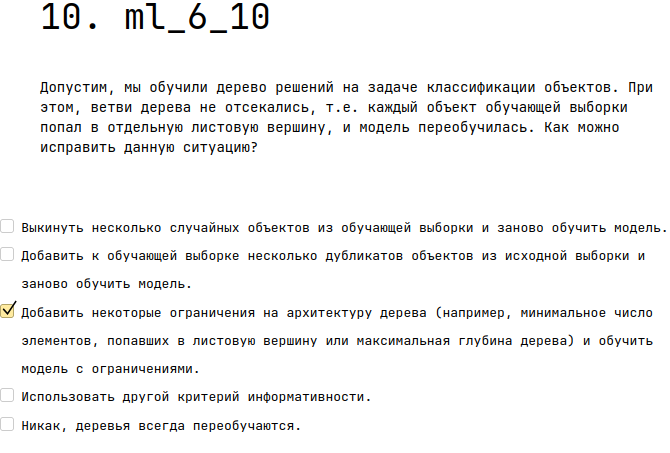 10. ml_6_10
Допустим, мы обучили дерево решений на задаче классификации объектов. При
этом, ветви дерева не отсекались, т.е. каждый объект обучающей выборки
попал в отдельную листовую вершину, и модель переобучилась. Как можно
исправить данную ситуацию?
Выкинуть несколько случайных объектов из обучающей выборки и заново обучить модель.
Добавить к обучающей выборке несколько дубликатов объектов из исходной выборки и
заново обучить модель.
Добавить некоторые ограничения на архитектуру дерева (например, минимальное число
элементов, попавших в листовую вершину или максимальная глубина дерева) и обучить
модель с ограничениями.
Использовать другой критерий информативности.
Никак, деревья всегда переобучаются.